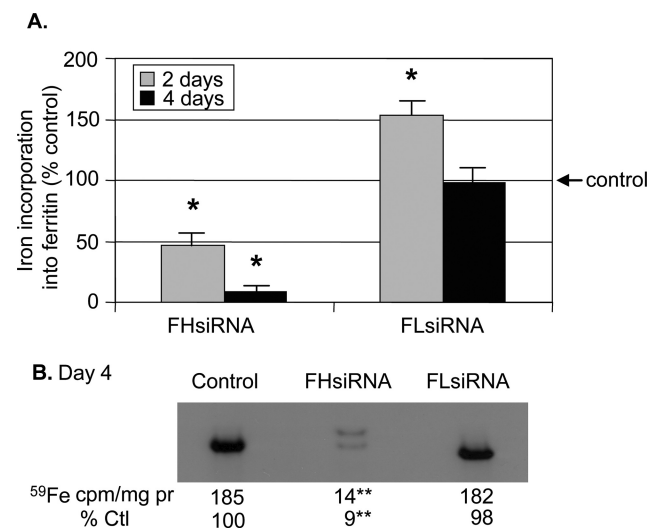 A.
Iron incorporation
into ferritin (% control)
200
150
100
50
0
2 days
4 days
*
*
*
control
FHsiRNA
FLsiRNA
B. Day 4
Control FHsiRNA FLsiRNA
⁵⁹Fe cpm/mg pr 185 14** 182
% Ctl 100 9** 98